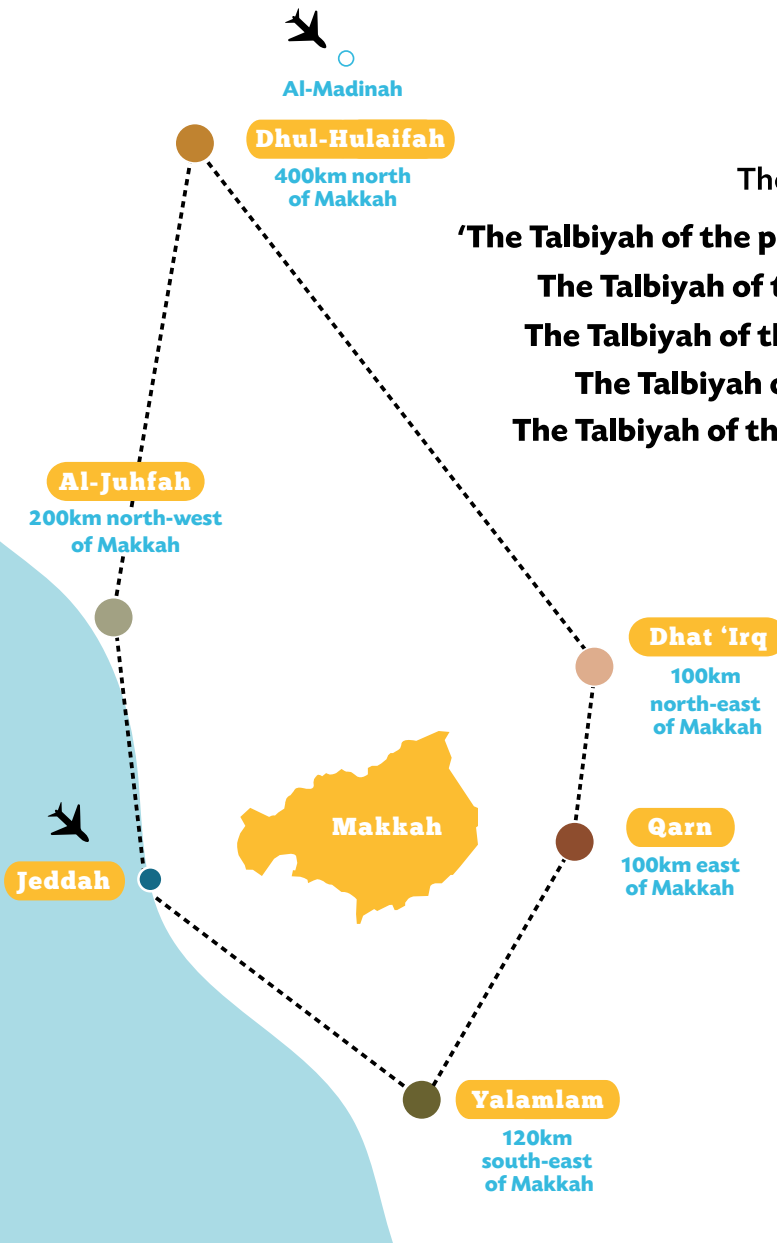 Al-Madinah
Dhul-Hulaifah
400km north
of Makkah
The
‘The Talbiyah of the p
The Talbiyah of t
The Talbiyah of th
The Talbiyah o
The Talbiyah of th
Al-Juhfah
200km north-west
of Makkah
Dhat ‘Irq
100km
north-east
of Makkah
Makkah
Qarn
100km east
of Makkah
Jeddah
Yalamlam
120km
south-east
of Makkah